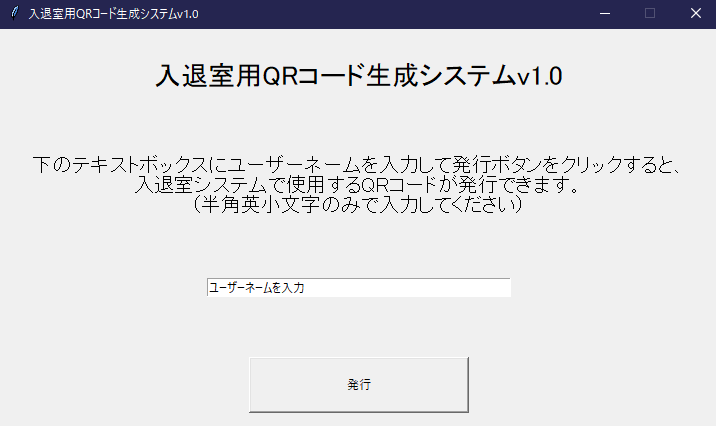 入退室用QRコード生成システムv1.0
入退室用QRコード生成システムv1.0
下のテキストボックスにユーザーネームを入力して発行ボタンをクリックすると、
入退室システムで使用するQRコードが発行できます。
（半角英小文字のみで入力してください）
ユーザーネームを入力
発行